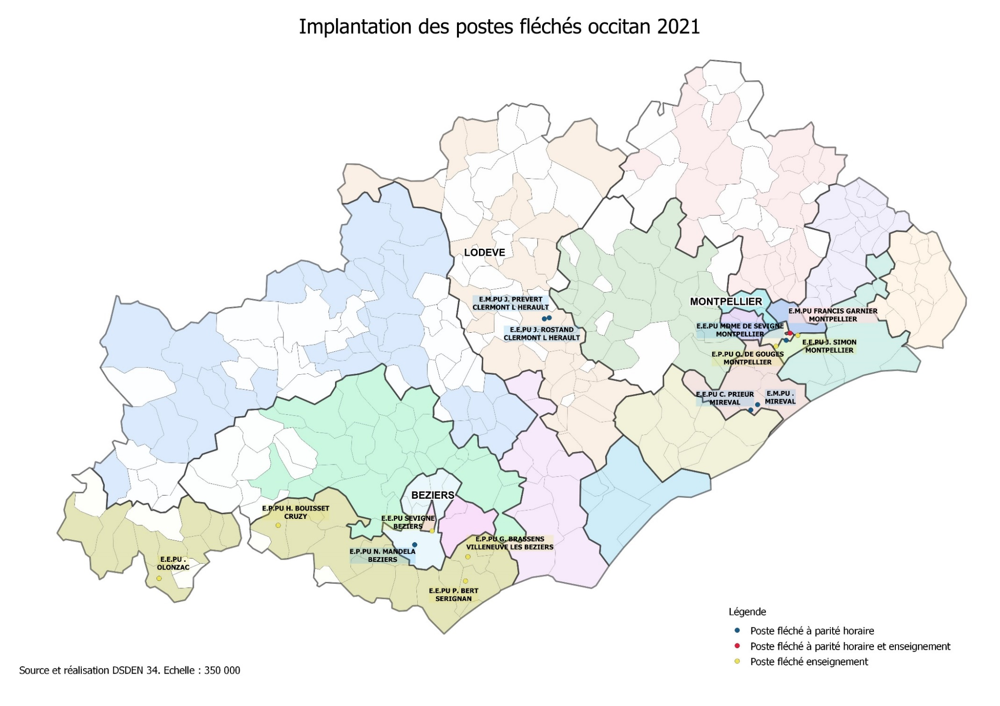 Implantation des postes fléchés occitan 2021
LODEVE
E.M.PU J. PREVERT
CLERMONT L HERAULT
E.E.PU J. ROSTAND
CLERMONT L HERAULT
MONTPELLIER
E.M.PU FRANCIS GARNIER
MONTPELLIER
E.E.PU MDME DE SEVIGNE
MONTPELLIER
E.E.PU J. SIMON
MONTPELLIER
E.P.PU O. DE GOUGES
MONTPELLIER
E.E.PU C. PRIEUR
MIREVAL
E.M.PU .
MIREVAL
BEZIERS
E.P.PU H. BOUISSET
CRUZY
E.E.PU SEVIGNE
BEZIERS
E.P.PU G. BRASSENS
VILLENEUVE LES BEZIERS
E.P.PU N. MANDELA
BEZIERS
E.E.PU .
OLONZAC
E.E.PU P. BERT
SERIGNAN
Légende
Poste fléché à parité horaire
Poste fléché à parité horaire et enseignement
Poste fléché enseignement
Source et réalisation DSDEN 34. Echelle : 350 000